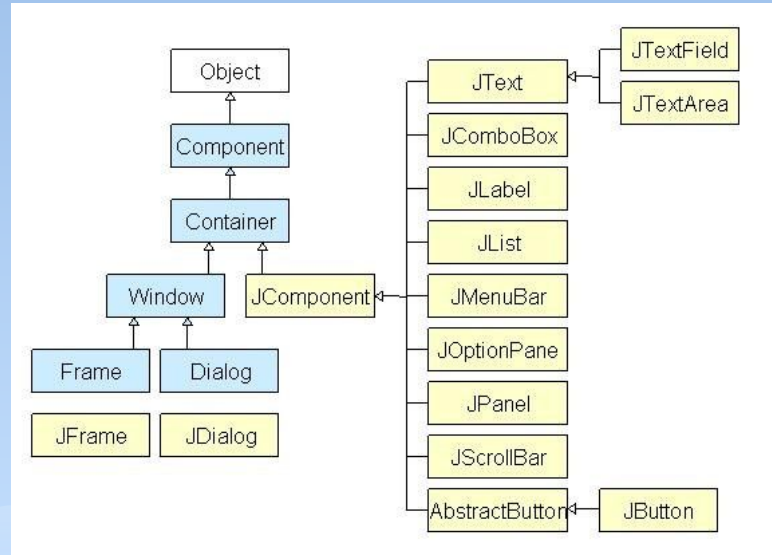 Object
Component
Container
Window
JComponent
Frame
Dialog
JFrame
JDialog
JText
JComboBox
JLabel
JList
JMenuBar
JOptionPane
JPanel
JScrollBar
AbstractButton
JTextField
JTextArea
JButton